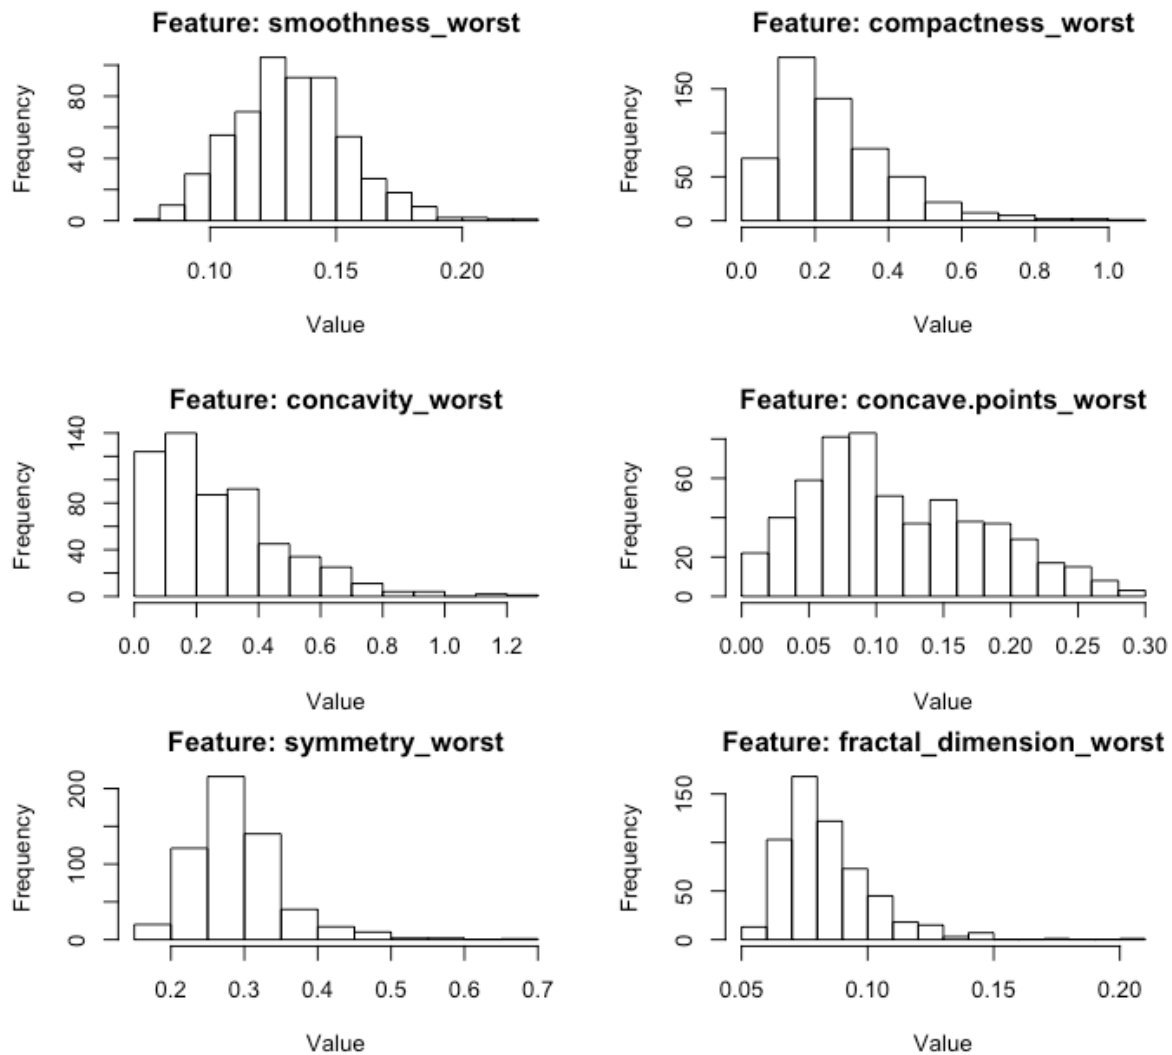 Feature: smoothness_worst
Frequency
0 40 80
0.10 0.15 0.20
Value
Feature: compactness_worst
Frequency
0 50 150
0.0 0.2 0.4 0.6 0.8 1.0
Value
Feature: concavity_worst
Frequency
0 40 80 140
0.0 0.2 0.4 0.6 0.8 1.0 1.2
Value
Feature: concave.points_worst
Frequency
0 20 60
0.00 0.05 0.10 0.15 0.20 0.25 0.30
Value
Feature: symmetry_worst
Frequency
0 100 200
0.2 0.3 0.4 0.5 0.6 0.7
Value
Feature: fractal_dimension_worst
Frequency
0 50 150
0.05 0.10 0.15 0.20
Value